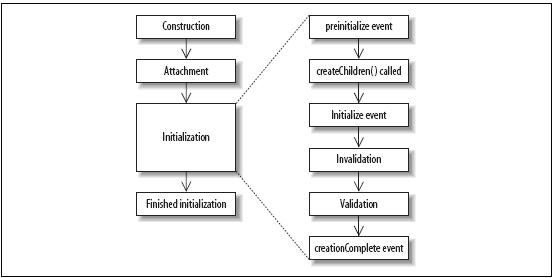 Construction
Attachment
Initialization
Finished initialization
preinitialize event
createChildren() called
Initialize event
Invalidation
Validation
creationComplete event